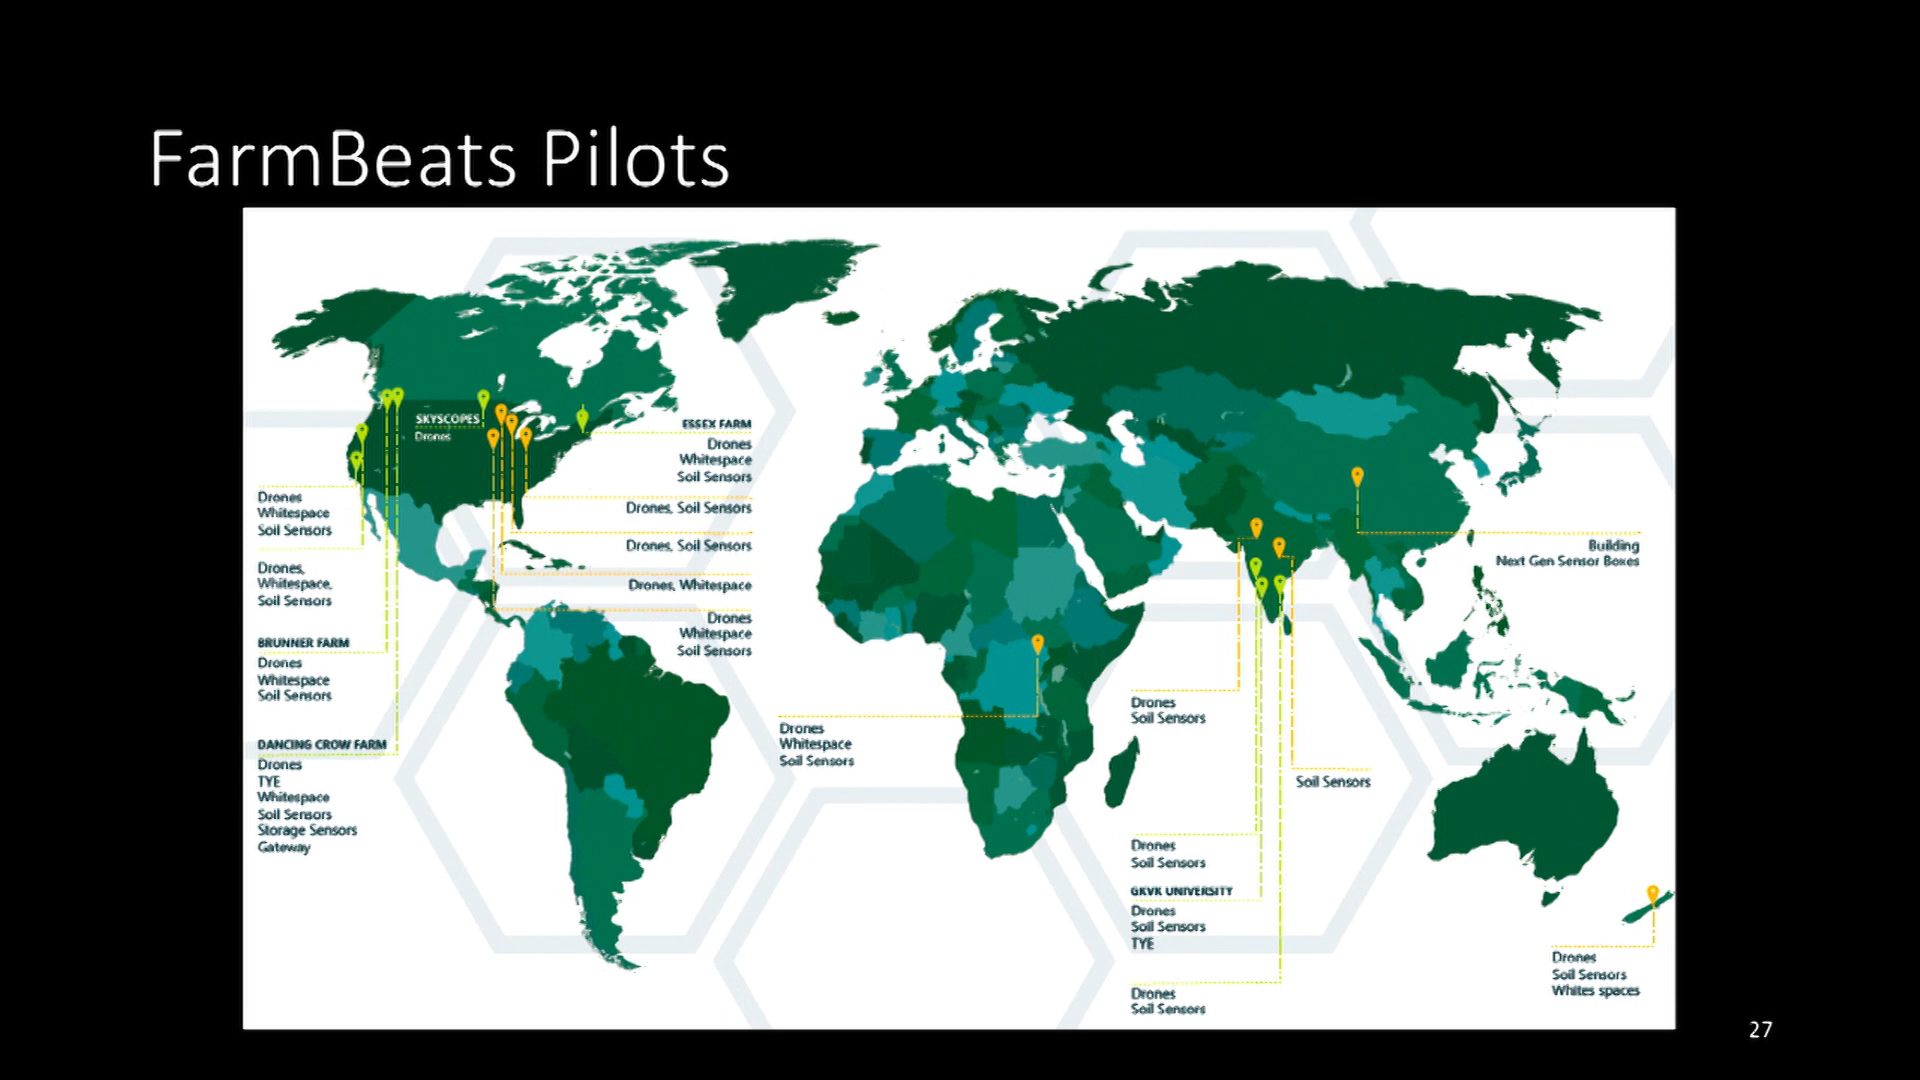 FarmBeats Pilots
SKYSCOPES
Drones
ESSEX FARM
Drones
Whitespace
Soil Sensors
Drones, Soil Sensors
Drones, Soil Sensors
Drones, Whitespace
Drones
Whitespace
Soil Sensors
Drones
Whitespace
Soil Sensors
Drones,
Whitespace,
Soil Sensors
BRUNNER FARM
Drones
Whitespace
Soil Sensors
DANCING CROW FARM
Drones
TYE
Whitespace
Soil Sensors
Storage Sensors
Gateway
Drones
Whitespace
Soil Sensors
Building
Next Gen Sensor Boxes
Drones
Soil Sensors
Soil Sensors
Drones
Soil Sensors
GKVK UNIVERSITY
Drones
Soil Sensors
TYE
Drones
Soil Sensors
Drones
Soil Sensors
Whites spaces
27